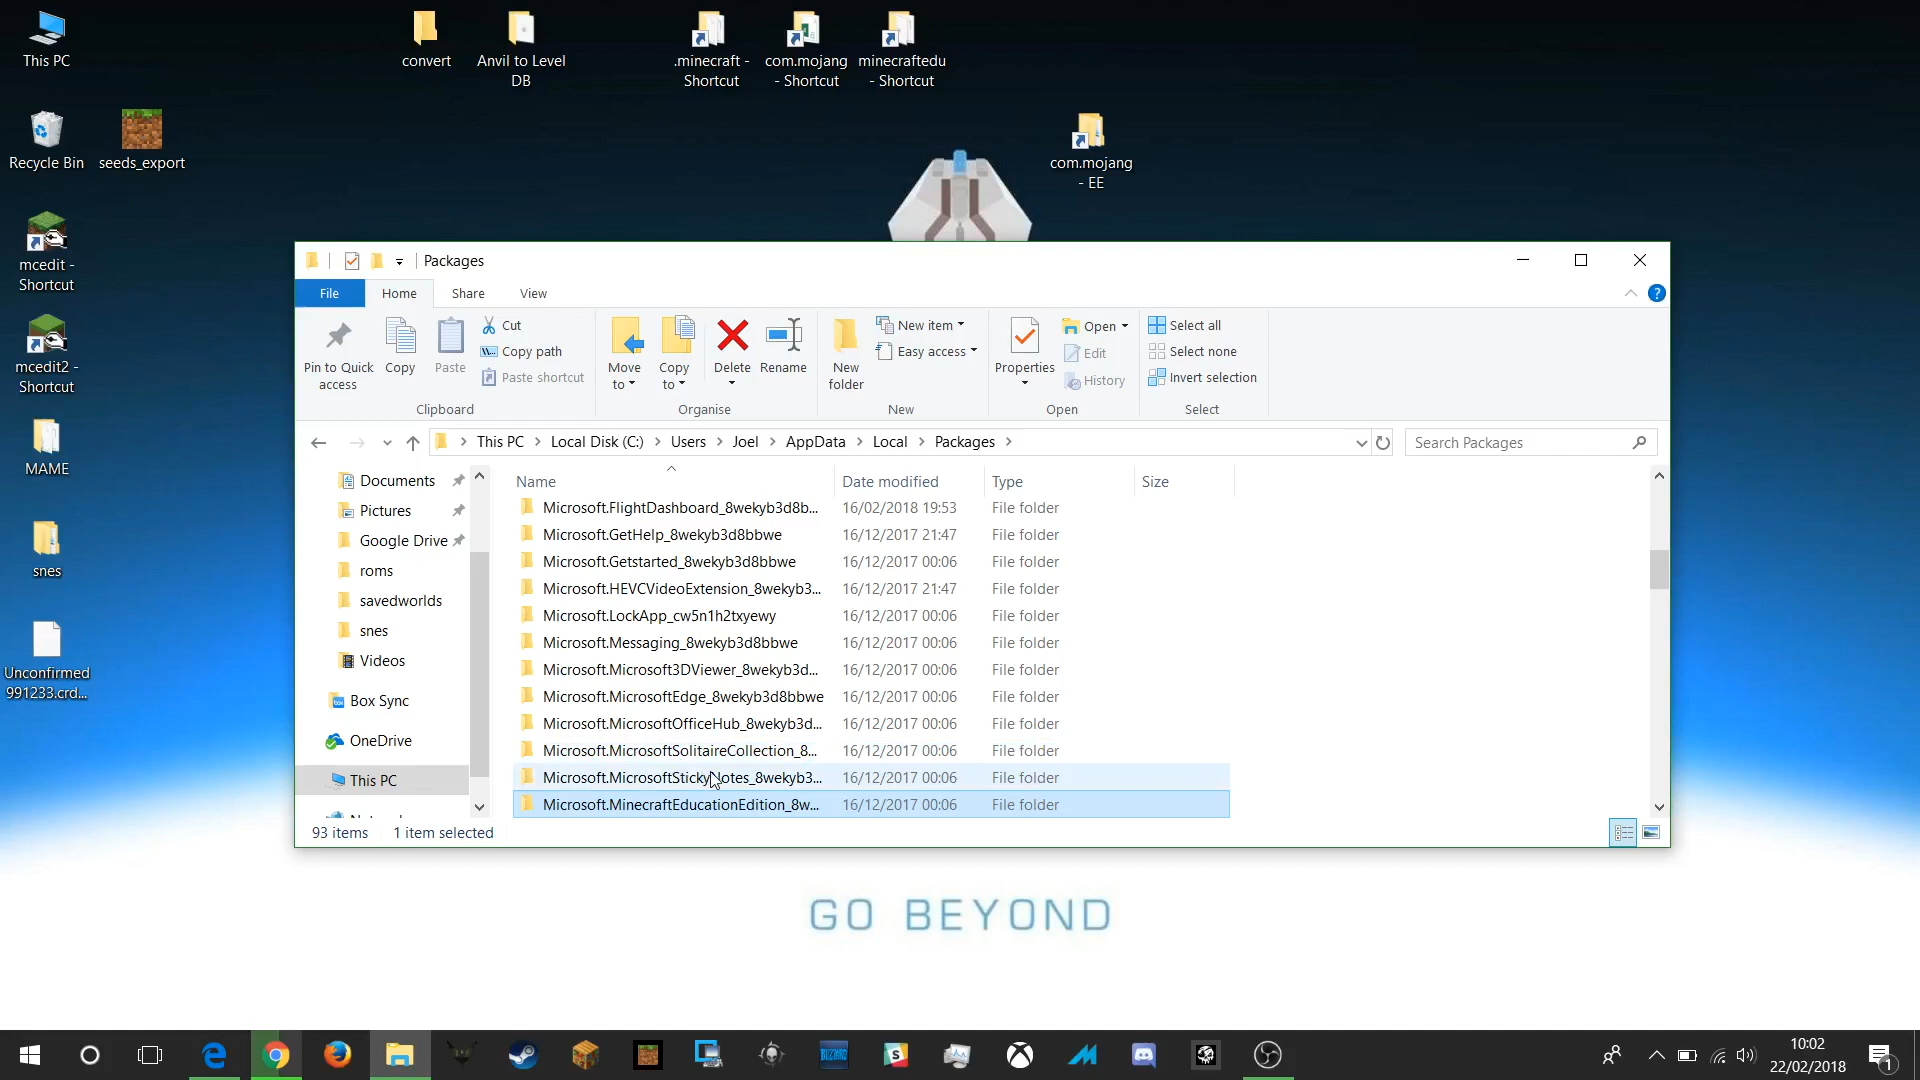 This PC
convert
Anvil to Level
DB
.minecraft -
Shortcut
com.mojang
- Shortcut
minecraftedu
- Shortcut
Recycle Bin
seeds_export
com.mojang
- EE
mcedit -
Shortcut
mcedit2 -
Shortcut
MAME
snes
Unconfirmed
991233.crd...
Packages
File
Home
Share
View
?
Pin to Quick
access
Copy
Paste
Cut
Copy path
Paste shortcut
Clipboard
Move
to
Copy
to
Delete
Rename
Organise
New
folder
New item
Easy access
New
Properties
Open
Edit
History
Open
Select all
Select none
Invert selection
Select
This PC > Local Disk (C:) > Users > Joel > AppData > Local > Packages >
Search Packages
Documents
Pictures
Google Drive
roms
savedworlds
snes
Videos
Box Sync
OneDrive
This PC
Name Date modified Type Size
Microsoft.FlightDashboard_8wekyb3d8b... 16/02/2018 19:53 File folder
Microsoft.GetHelp_8wekyb3d8bbwe 16/12/2017 21:47 File folder
Microsoft.Getstarted_8wekyb3d8bbwe 16/12/2017 00:06 File folder
Microsoft.HEVCVideoExtension_8wekyb3... 16/12/2017 21:47 File folder
Microsoft.LockApp_cw5n1h2txyewy 16/12/2017 00:06 File folder
Microsoft.Messaging_8wekyb3d8bbwe 16/12/2017 00:06 File folder
Microsoft.Microsoft3DViewer_8wekyb3d... 16/12/2017 00:06 File folder
Microsoft.MicrosoftEdge_8wekyb3d8bbwe 16/12/2017 00:06 File folder
Microsoft.MicrosoftOfficeHub_8wekyb3d... 16/12/2017 00:06 File folder
Microsoft.MicrosoftSolitaireCollection_8... 16/12/2017 00:06 File folder
Microsoft.MicrosoftStickyNotes_8wekyb3... 16/12/2017 00:06 File folder
Microsoft.MinecraftEducationEdition_8w... 16/12/2017 00:06 File folder
93 items 1 item selected
GO BEYOND
10:02
22/02/2018
1